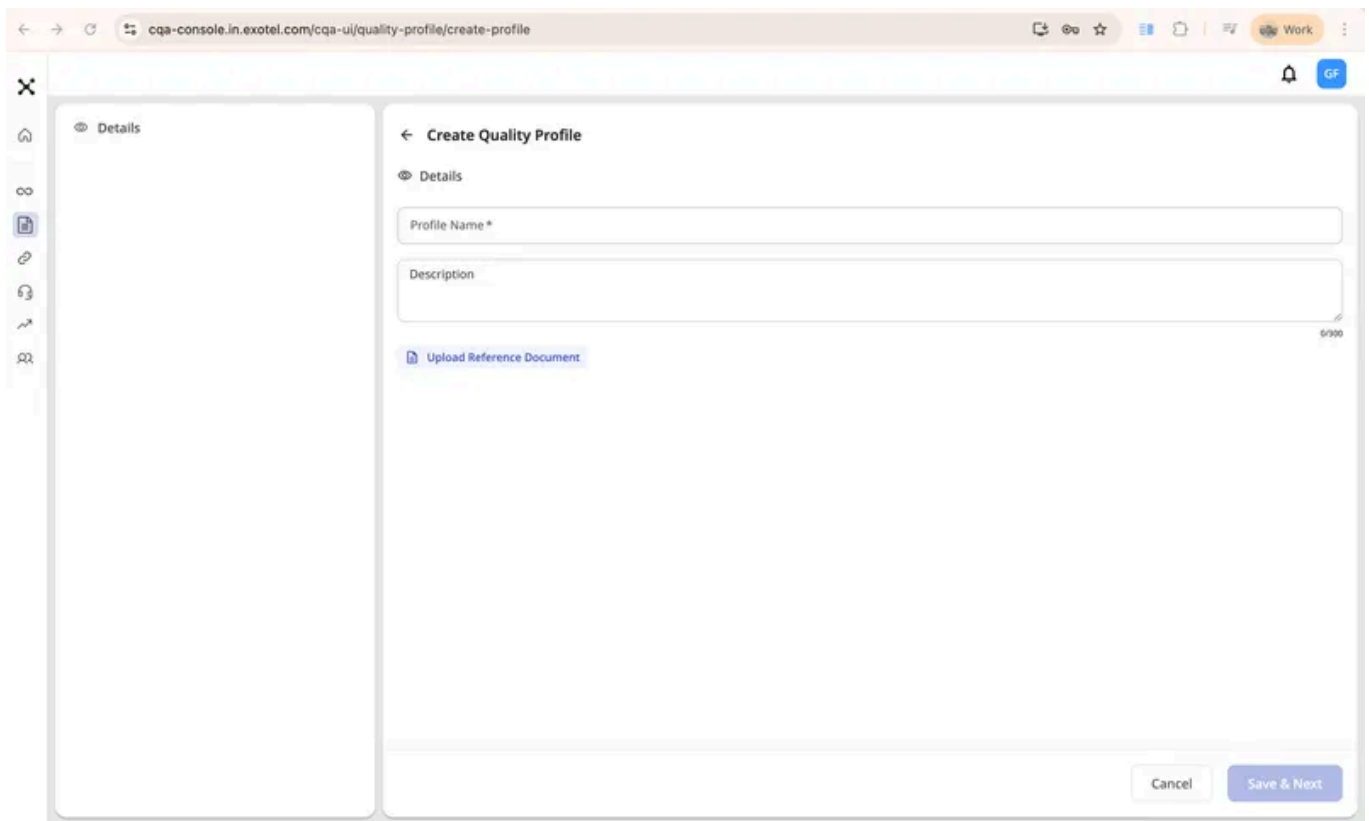 cqa-console.in.exotel.com/cqa-ui/quality-profile/create-profile
Work
GF
Details
Create Quality Profile
Details
Profile Name*
Description
0/300
Upload Reference Document
Cancel
Save & Next